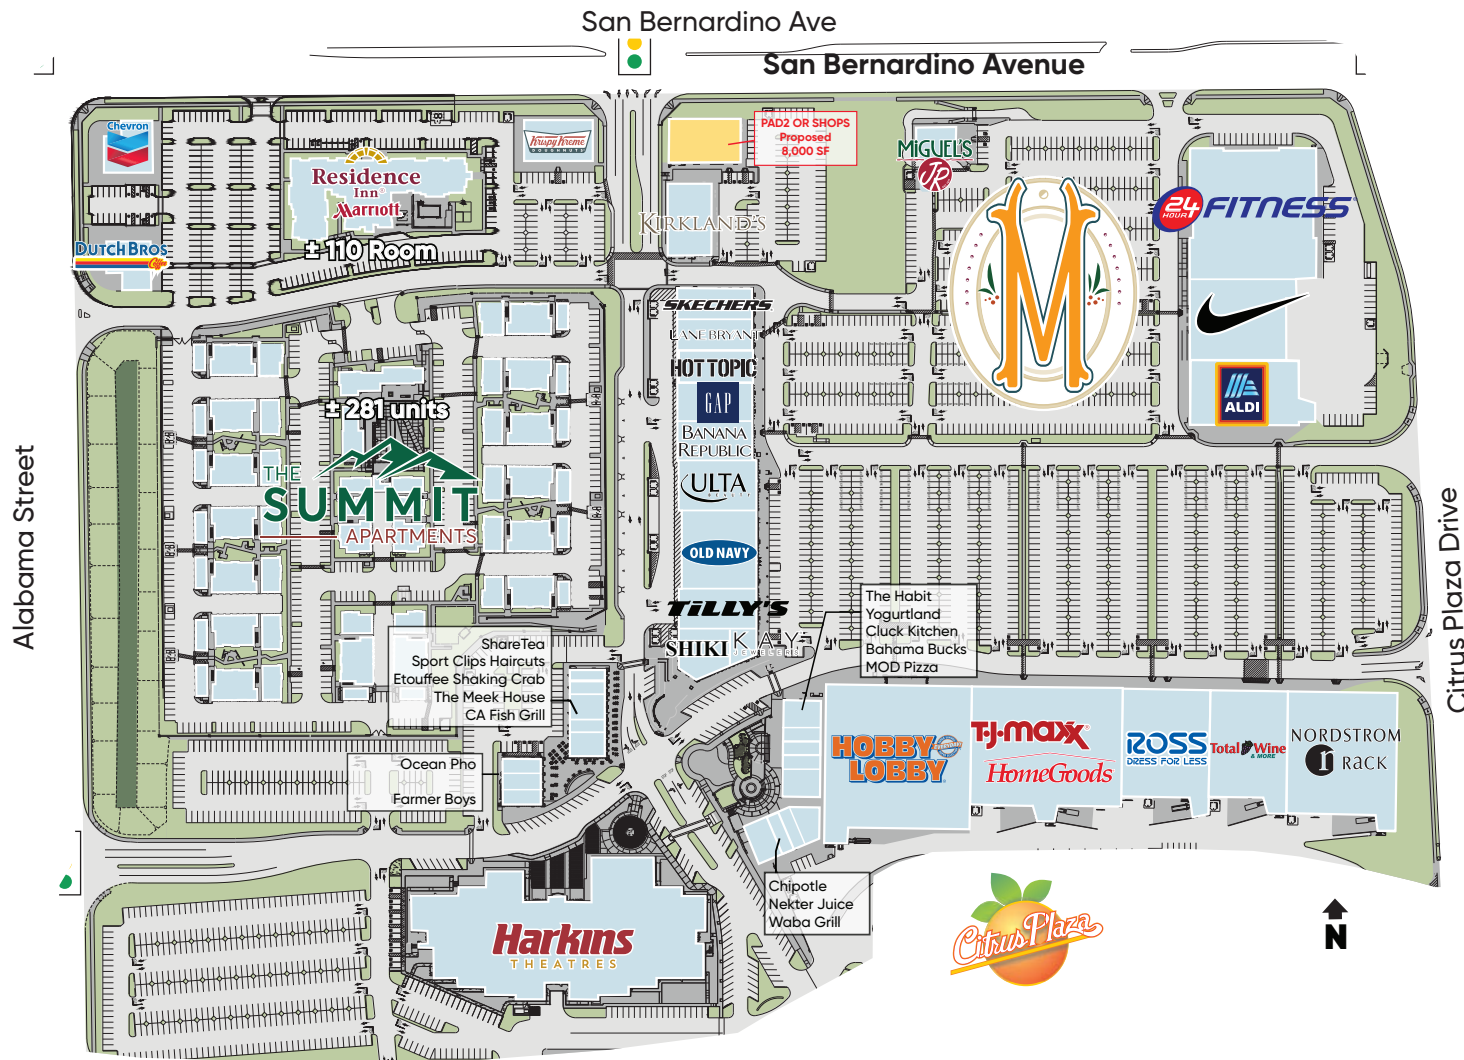 San Bernardino Ave
San Bernardino Avenue
Chevron
Krispy Kreme
DOUGHNUTS
PAD2 OR SHOPS
Proposed
8,000 SF
MiGUEL'S
JR
Residence
Inn®
Marriott
± 110 Room
KIRKLAND'S
24
HOUR
FITNESS
DUTCH BROS
Coffee
M
SKECHERS
LANE BRYANT
HOT TOPIC
GAP
BANANA
REPUBLIC
ULTA
BEAUTY
OLD NAVY
TiLLY'S
SHIKI
KAY
JEWELERS
ALDI
± 281 units
THE
SUMMIT
APARTMENTS
Alabama Street
Citrus Plaza Drive
The Habit
Yogurtland
Cluck Kitchen
Bahama Bucks
MOD Pizza
ShareTea
Sport Clips Haircuts
Etouffee Shaking Crab
The Meek House
CA Fish Grill
Ocean Pho
Farmer Boys
HOBBY
LOBBY
T·J·maxx
HomeGoods
ROSS
DRESS FOR LESS
Total Wine
& MORE
NORDSTROM
rack
Chipotle
Nekter Juice
Waba Grill
Harkins
THEATRES
Citrus Plaza
N